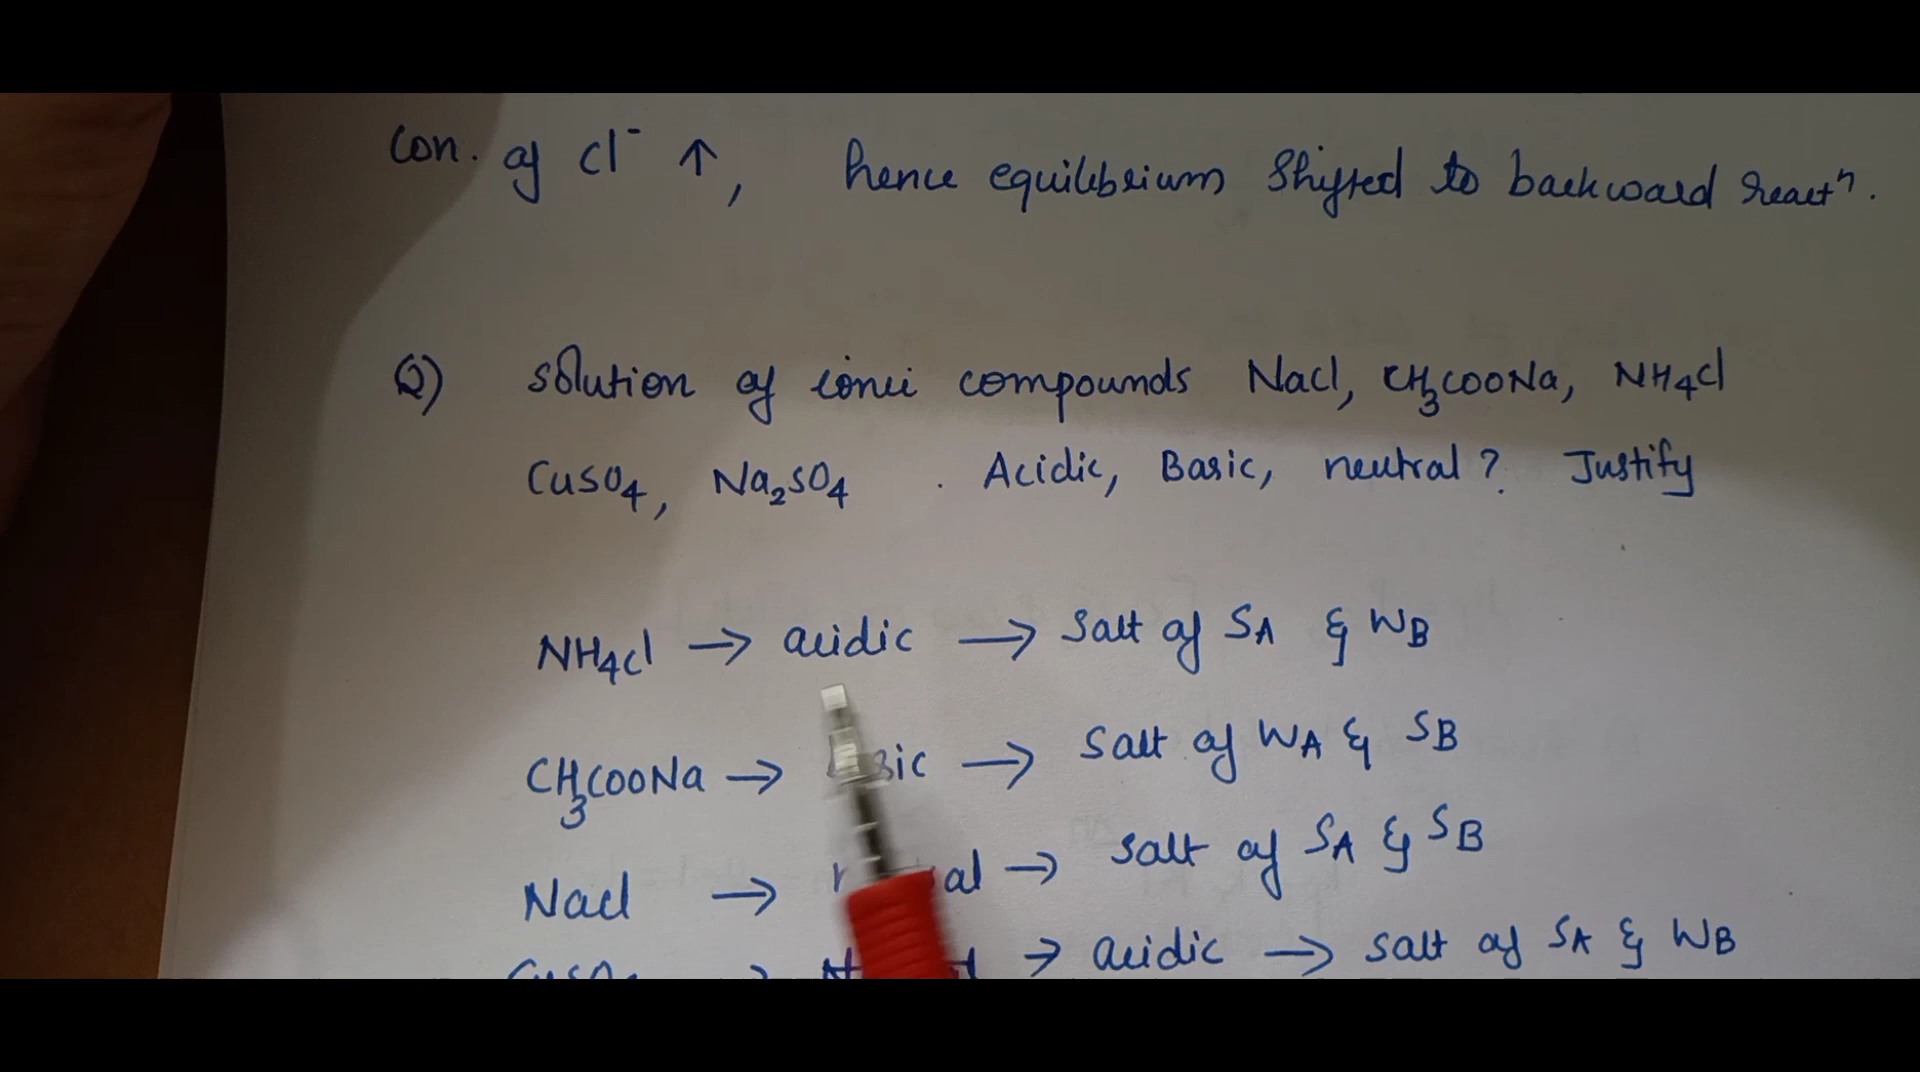 Con. of Cl⁻ ↑, hence equilibrium shifted to backward reactⁿ.
Q) solution of ionic compounds NaCl, CH₃COONa, NH₄Cl
CuSO₄, Na₂SO₄ . Acidic, Basic, neutral? Justify
NH₄Cl → acidic → Salt of SA & WB
CH₃COONa → → Salt of WA & SB
NaCl → → Salt of SA & SB
→ acidic → salt of SA & WB